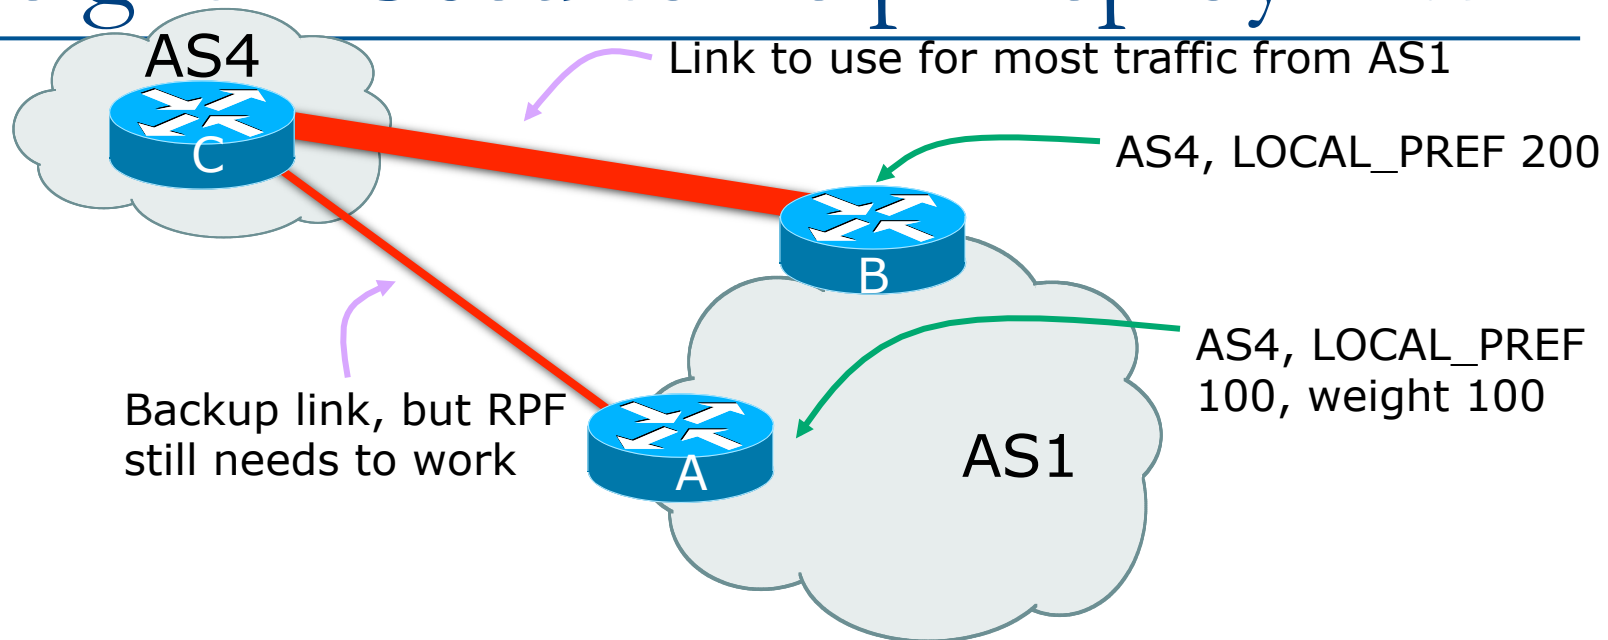 AS4
Link to use for most traffic from AS1
C
AS4, LOCAL_PREF 200
B
AS4, LOCAL_PREF
100, weight 100
Backup link, but RPF
still needs to work
A
AS1